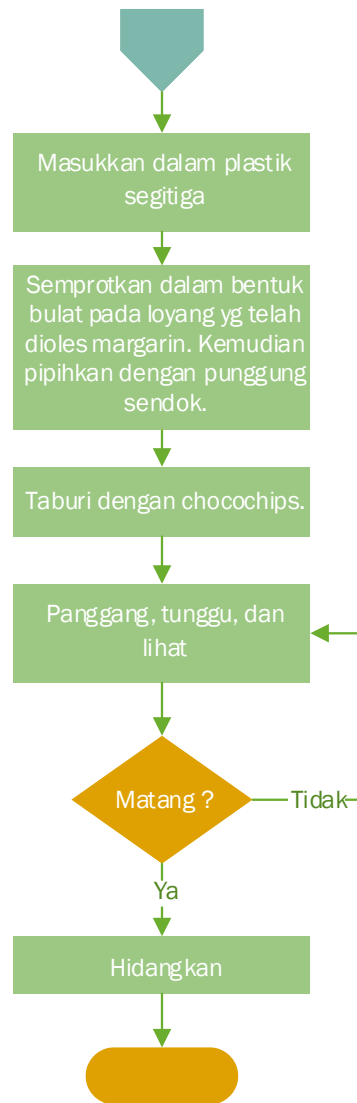 Masukkan dalam plastik
segitiga
Semprotkan dalam bentuk
bulat pada loyang yg telah
dioles margarin. Kemudian
pipihkan dengan punggung
sendok.
Taburi dengan chocochips.
Panggang, tunggu, dan
lihat
Matang ?
Tidak
Ya
Hidangkan